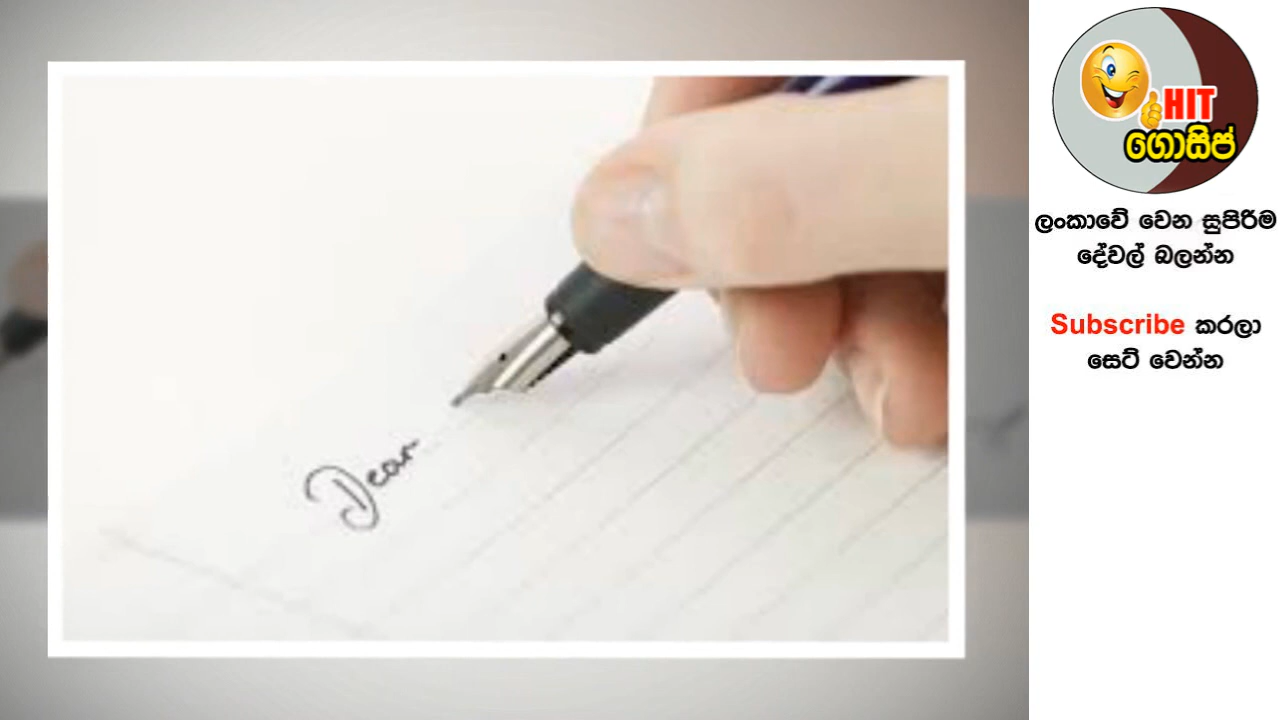 Dear
HIT
ගොසිප්
ලංකාවේ වෙන සුපිරිම
දේවල් බලන්න
Subscribe කරලා
සෙට් වෙන්න